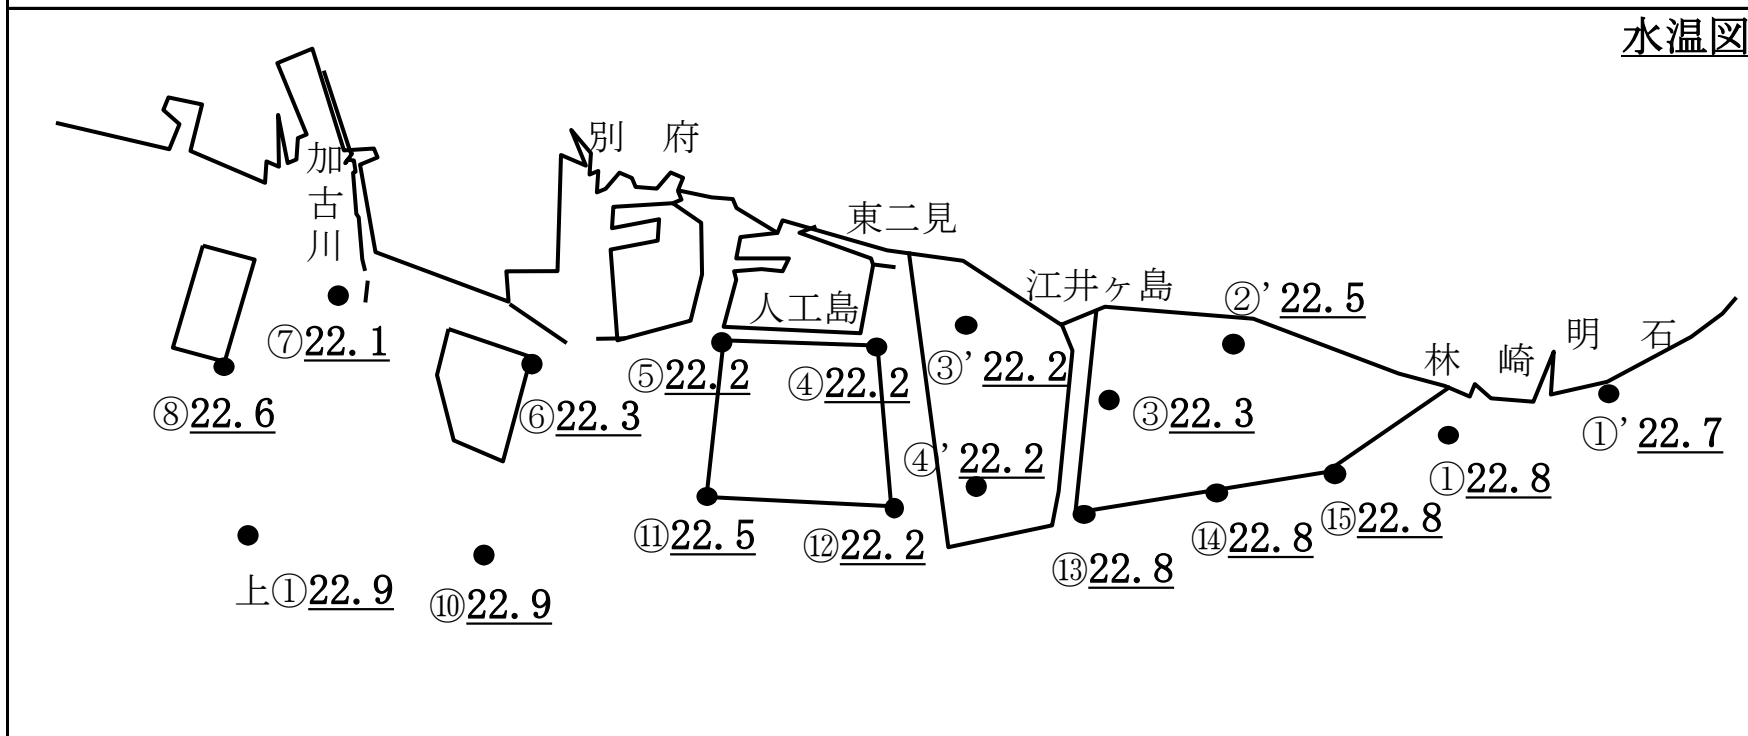 水温図
別 府
加古川
東二見
江井ヶ島
②’22.5
人工島
明 石
林 崎
⑦22.1
⑤22.2
④22.2
③’22.2
⑧22.6
⑥22.3
③22.3
①’22.7
④’22.2
①22.8
⑪22.5
⑫22.2
⑬22.8
⑭22.8
⑮22.8
上①22.9
⑩22.9